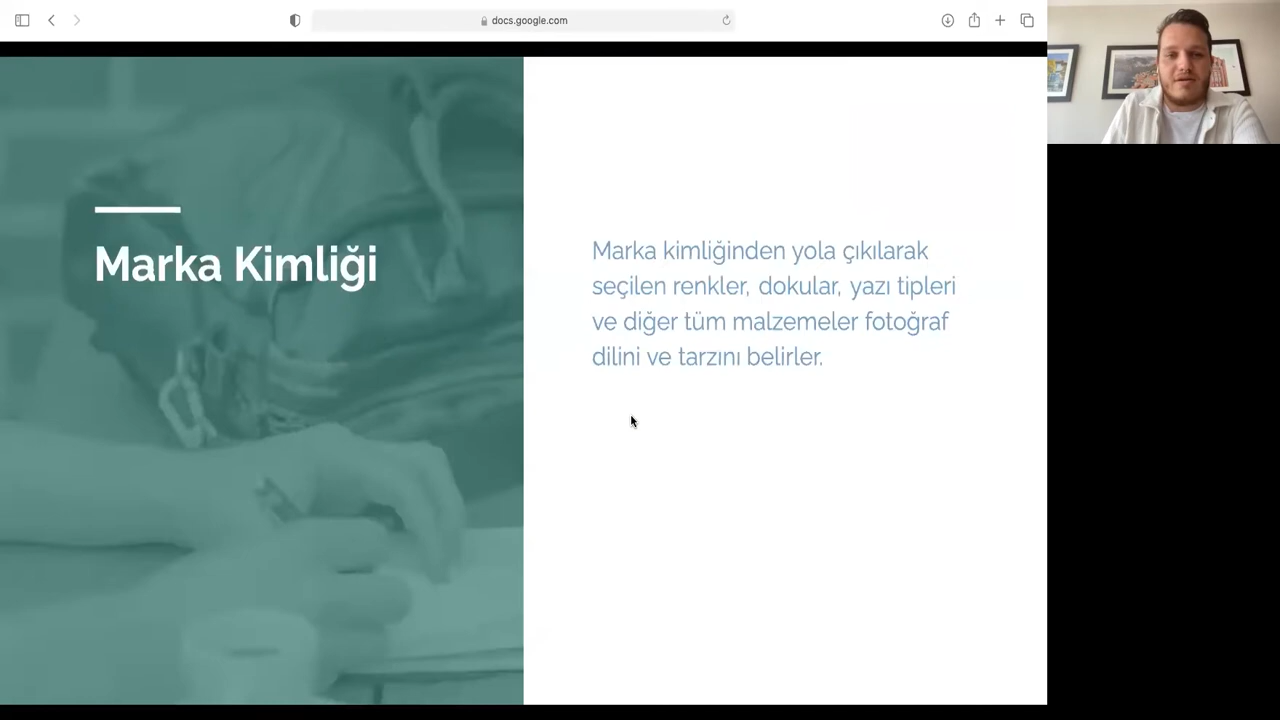 docs.google.com
Marka Kimliği
Marka kimliğinden yola çıkılarak
seçilen renkler, dokular, yazı tipleri
ve diğer tüm malzemeler fotoğraf
dilini ve tarzını belirler.